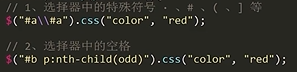 // 1、选择器中的特殊符号 . 、# 、( 、] 等
$("#a\\#a").css("color", "red");
// 2、选择器中的空格
$("#b p:nth-child(odd)").css("color", "red");